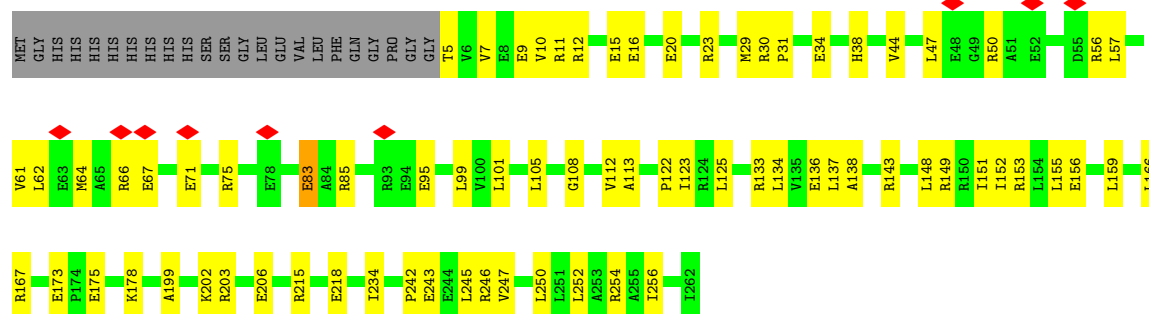 MET GLY HIS HIS HIS HIS HIS HIS HIS HIS SER SER GLY LEU GLU VAL LEU PHE GLN GLY PRO GLY GLY T5 V6 V7 E8 E9 V10 R11 R12 E15 E16 E20 R23 M29 R30 P31 E34 H38 V44 L47 E48 G49 R50 A51 E52 D55 R56 L57
V61 L62 E63 M64 A65 R66 E67 E71 R75 E78 E83 A84 R85 R93 E94 E95 L99 V100 L101 L105 G108 V112 A113 P122 I123 R124 L125 R133 L134 V135 E136 L137 A138 R143 L148 R149 R150 I151 I152 R153 L154 L155 E156 L159 L166
R167 E173 P174 E175 K178 A199 K202 R203 E206 R215 E218 I234 P242 E243 E244 L245 R246 V247 L250 L251 L252 A253 R254 A255 I256 I262